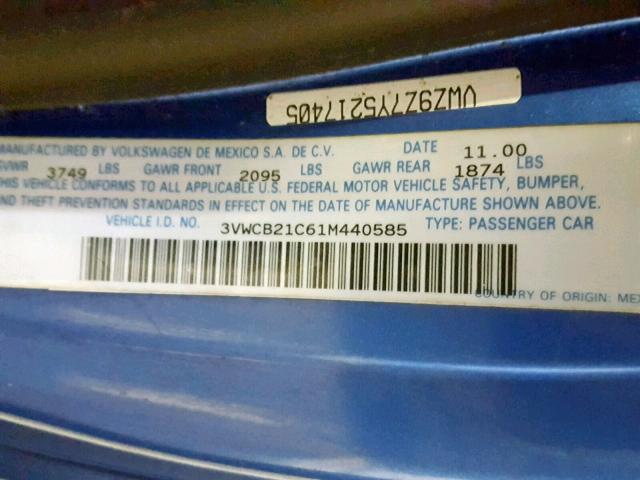 VWZ9Z7Y5217405
MANUFACTURED BY VOLKSWAGEN DE MEXICO S.A. DE C.V. DATE 11.00
GVWR 3749 LBS GAWR FRONT 2095 LBS GAWR REAR 1874 LBS
THIS VEHICLE CONFORMS TO ALL APPLICABLE U.S. FEDERAL MOTOR VEHICLE SAFETY, BUMPER,
AND THEFT PREVENTION STANDARDS IN EFFECT ON THE DATE OF MANUFACTURE SHOWN ABOVE.
VEHICLE I.D. NO. 3VWCB21C61M440585 TYPE: PASSENGER CAR
COUNTRY OF ORIGIN: MEX